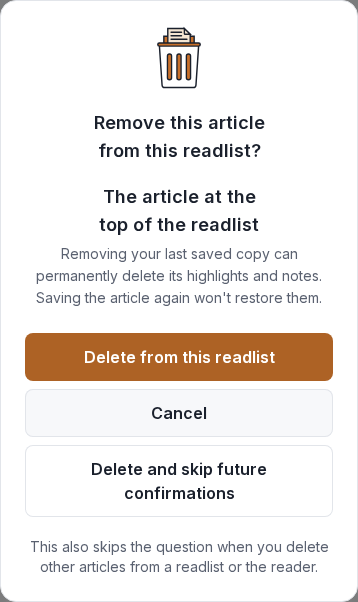 Remove this article
from this readlist?
The article at the
top of the readlist
Removing your last saved copy can
permanently delete its highlights and notes.
Saving the article again won't restore them.
Delete from this readlist
Cancel
Delete and skip future
confirmations
This also skips the question when you delete
other articles from a readlist or the reader.